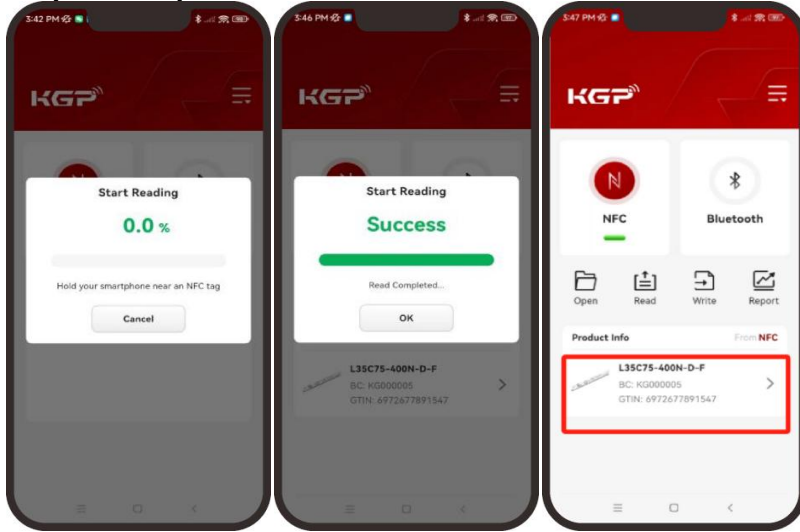 3:42 PM
KGP
Start Reading
0.0 %
Hold your smartphone near an NFC tag
Cancel
3:46 PM
KGP
Start Reading
Success
Read Completed...
OK
L35C75-400N-D-F
BC: KG000005
GTIN: 6972677891547
3:47 PM
KGP
NFC
Bluetooth
Open
Read
Write
Report
Product Info
From NFC
L35C75-400N-D-F
BC: KG000005
GTIN: 6972677891547